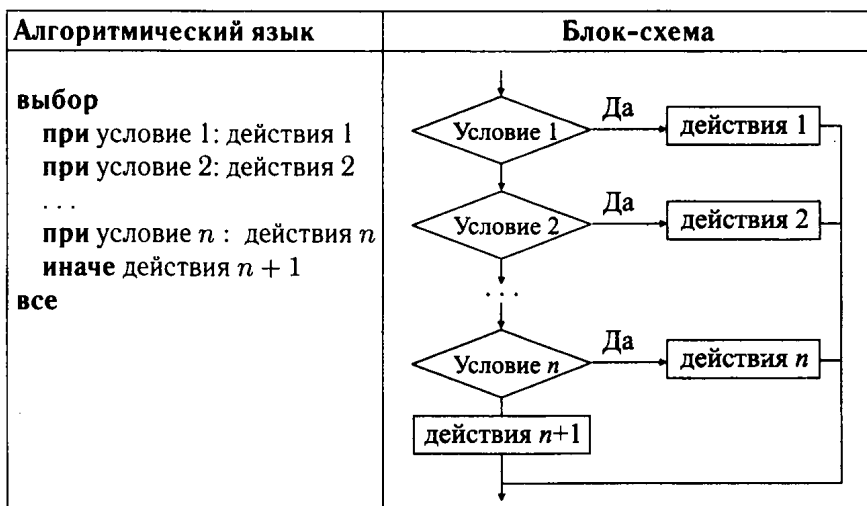 Алгоритмический язык
Блок-схема
выбор
при условие 1: действия 1
при условие 2: действия 2
. . .
при условие n : действия n
иначе действия n + 1
все
Условие 1
Да
действия 1
Условие 2
Да
действия 2
. . .
Условие n
Да
действия n
действия n+1